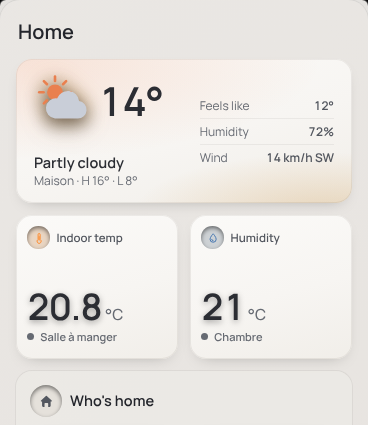 Home
14°
Feels like 12°
Humidity 72%
Wind 14 km/h SW
Partly cloudy
Maison · H 16° · L 8°
Indoor temp
20.8 °C
Salle à manger
Humidity
21 °C
Chambre
Who's home